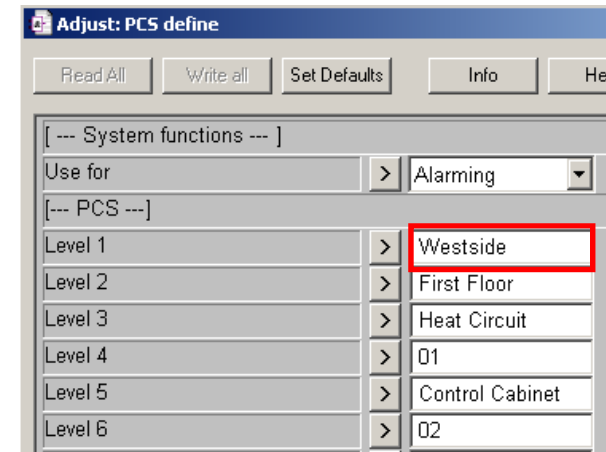 Adjust: PCS define
Read All Write all Set Defaults Info He
[ --- System functions --- ]
Use for > Alarming
[--- PCS ---]
Level 1 > Westside
Level 2 > First Floor
Level 3 > Heat Circuit
Level 4 > 01
Level 5 > Control Cabinet
Level 6 > 02